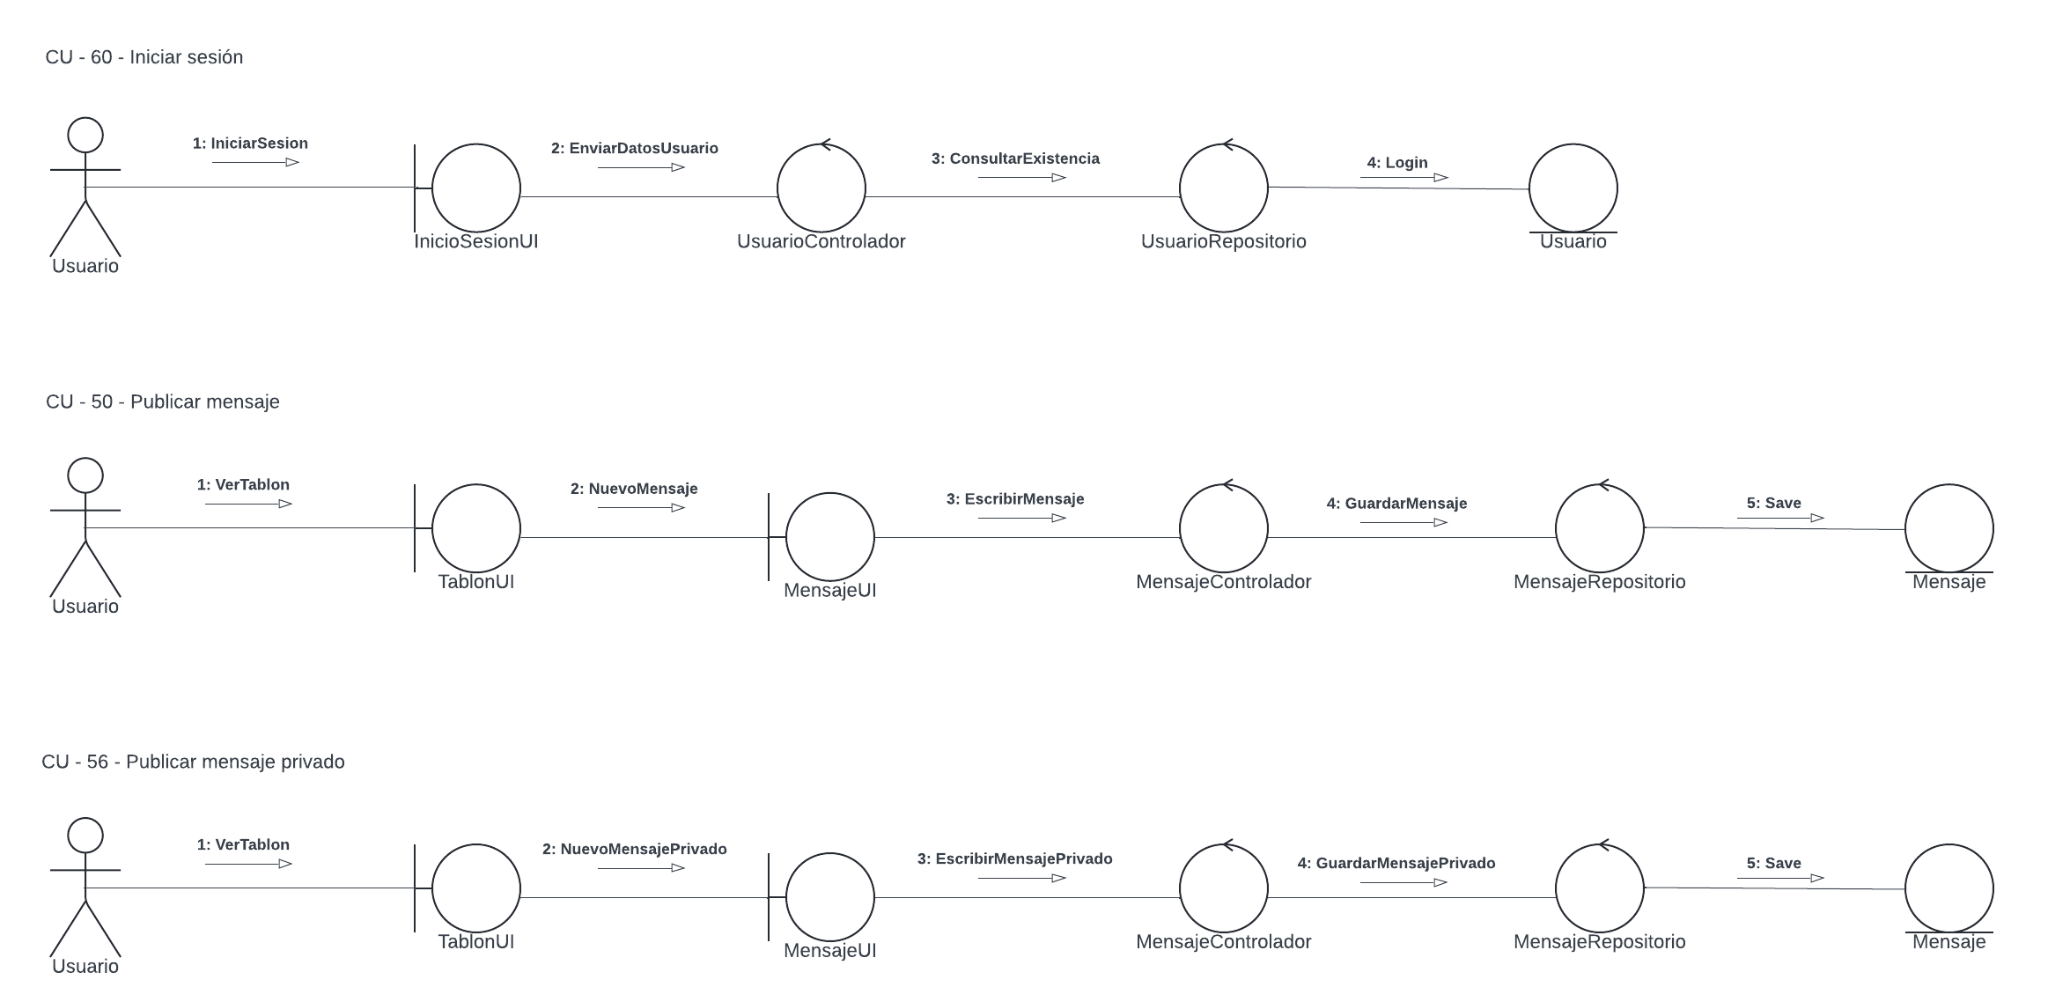 CU - 60 - Iniciar sesión
1: IniciarSesion
2: EnviarDatosUsuario
3: ConsultarExistencia
4: Login
Usuario
InicioSesionUI
UsuarioControlador
UsuarioRepositorio
Usuario
CU - 50 - Publicar mensaje
1: VerTablon
2: NuevoMensaje
3: EscribirMensaje
4: GuardarMensaje
5: Save
Usuario
TablonUI
MensajeUI
MensajeControlador
MensajeRepositorio
Mensaje
CU - 56 - Publicar mensaje privado
1: VerTablon
2: NuevoMensajePrivado
3: EscribirMensajePrivado
4: GuardarMensajePrivado
5: Save
Usuario
TablonUI
MensajeUI
MensajeControlador
MensajeRepositorio
Mensaje